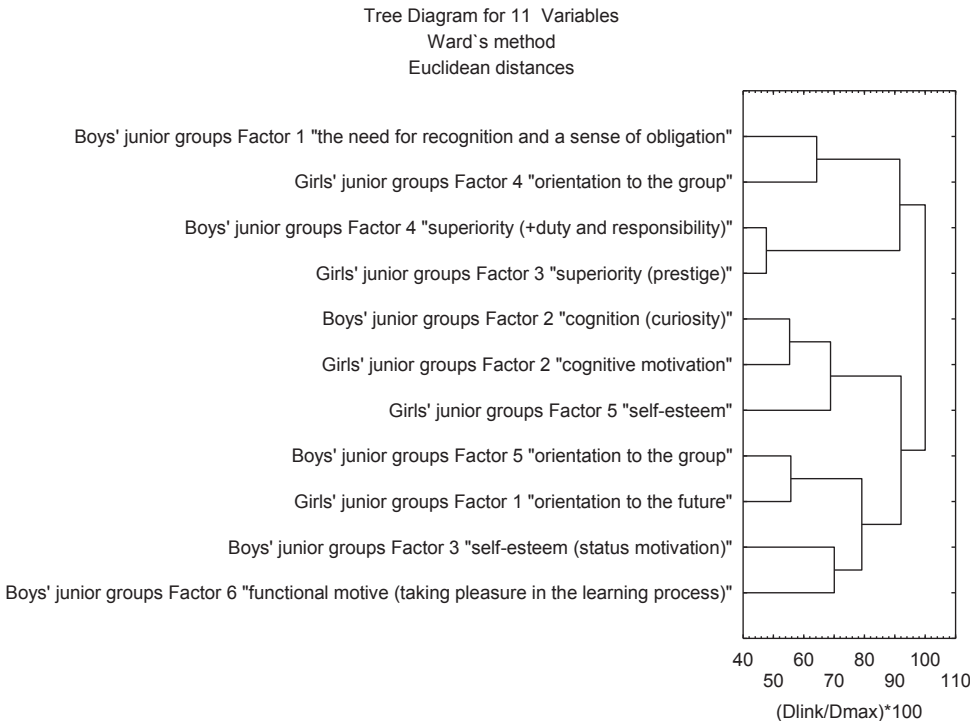 Tree Diagram for 11 Variables
Ward`s method
Euclidean distances
Boys' junior groups Factor 1 "the need for recognition and a sense of obligation"
Girls' junior groups Factor 4 "orientation to the group"
Boys' junior groups Factor 4 "superiority (+duty and responsibility)"
Girls' junior groups Factor 3 "superiority (prestige)"
Boys' junior groups Factor 2 "cognition (curiosity)"
Girls' junior groups Factor 2 "cognitive motivation"
Girls' junior groups Factor 5 "self-esteem"
Boys' junior groups Factor 5 "orientation to the group"
Girls' junior groups Factor 1 "orientation to the future"
Boys' junior groups Factor 3 "self-esteem (status motivation)"
Boys' junior groups Factor 6 "functional motive (taking pleasure in the learning process)"
40 60 80 100
50 70 90 110
(Dlink/Dmax)*100